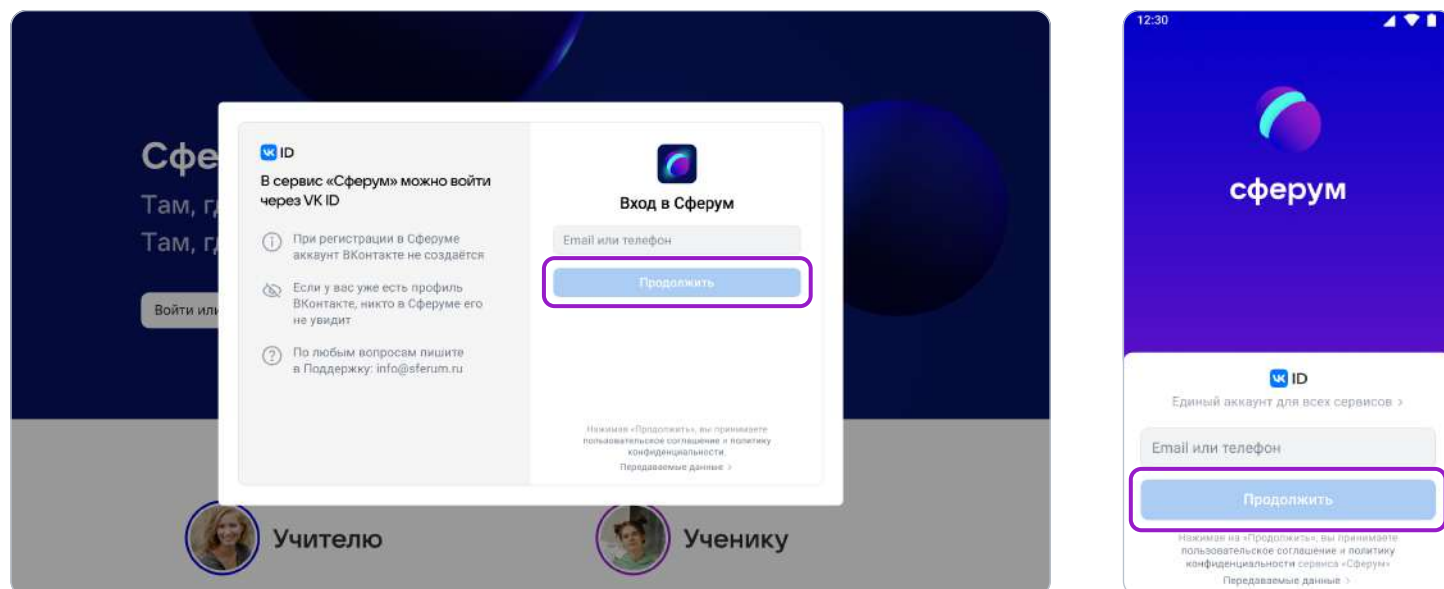 Сфе
Там, г
Там, г
Войти или
VK ID
В сервис «Сферум» можно войти
через VK ID
При регистрации в Сферуме
аккаунт ВКонтакте не создаётся
Если у вас уже есть профиль
ВКонтакте, никто в Сферуме его
не увидит
По любым вопросам пишите
в Поддержку: info@sferum.ru
Вход в Сферум
Email или телефон
Продолжить
Нажимая «Продолжить», вы принимаете
пользовательское соглашение и политику
конфиденциальности.
Передаваемые данные >
Учителю
Ученику
12:30
сферум
VK ID
Единый аккаунт для всех сервисов >
Email или телефон
Продолжить
Нажимая на «Продолжить», вы принимаете
пользовательское соглашение и политику
конфиденциальности сервиса «Сферум»
Передаваемые данные >